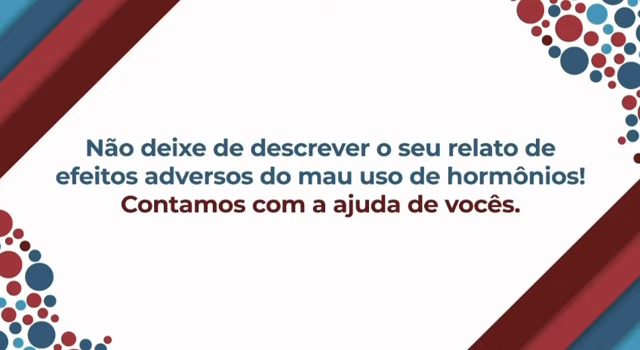 Não deixe de descrever o seu relato de
efeitos adversos do mau uso de hormônios!
Contamos com a ajuda de vocês.